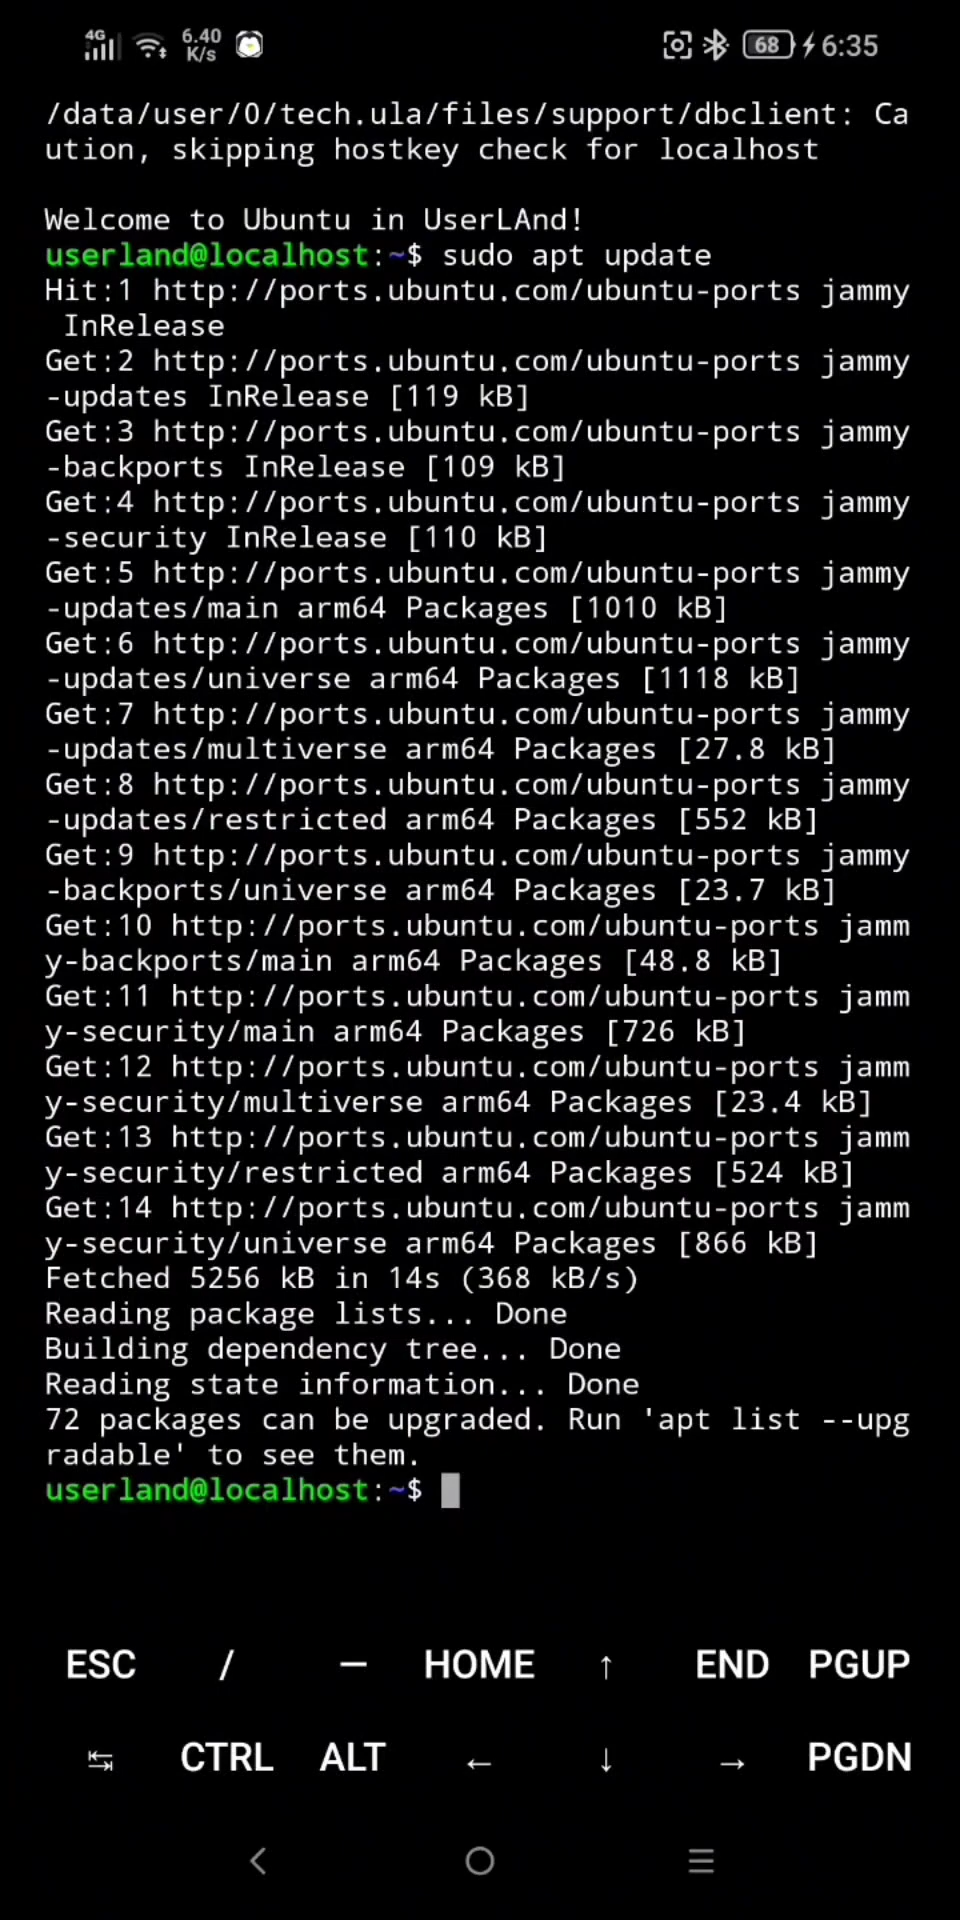 4G 6.40 K/s 68 6:35
/data/user/0/tech.ula/files/support/dbclient: Ca
ution, skipping hostkey check for localhost
Welcome to Ubuntu in UserLAnd!
userland@localhost:~$ sudo apt update
Hit:1 http://ports.ubuntu.com/ubuntu-ports jammy
 InRelease
Get:2 http://ports.ubuntu.com/ubuntu-ports jammy
-updates InRelease [119 kB]
Get:3 http://ports.ubuntu.com/ubuntu-ports jammy
-backports InRelease [109 kB]
Get:4 http://ports.ubuntu.com/ubuntu-ports jammy
-security InRelease [110 kB]
Get:5 http://ports.ubuntu.com/ubuntu-ports jammy
-updates/main arm64 Packages [1010 kB]
Get:6 http://ports.ubuntu.com/ubuntu-ports jammy
-updates/universe arm64 Packages [1118 kB]
Get:7 http://ports.ubuntu.com/ubuntu-ports jammy
-updates/multiverse arm64 Packages [27.8 kB]
Get:8 http://ports.ubuntu.com/ubuntu-ports jammy
-updates/restricted arm64 Packages [552 kB]
Get:9 http://ports.ubuntu.com/ubuntu-ports jammy
-backports/universe arm64 Packages [23.7 kB]
Get:10 http://ports.ubuntu.com/ubuntu-ports jamm
y-backports/main arm64 Packages [48.8 kB]
Get:11 http://ports.ubuntu.com/ubuntu-ports jamm
y-security/main arm64 Packages [726 kB]
Get:12 http://ports.ubuntu.com/ubuntu-ports jamm
y-security/multiverse arm64 Packages [23.4 kB]
Get:13 http://ports.ubuntu.com/ubuntu-ports jamm
y-security/restricted arm64 Packages [524 kB]
Get:14 http://ports.ubuntu.com/ubuntu-ports jamm
y-security/universe arm64 Packages [866 kB]
Fetched 5256 kB in 14s (368 kB/s)
Reading package lists... Done
Building dependency tree... Done
Reading state information... Done
72 packages can be upgraded. Run 'apt list --upg
radable' to see them.
userland@localhost:~$
ESC / — HOME ↑ END PGUP
↹ CTRL ALT ← ↓ → PGDN